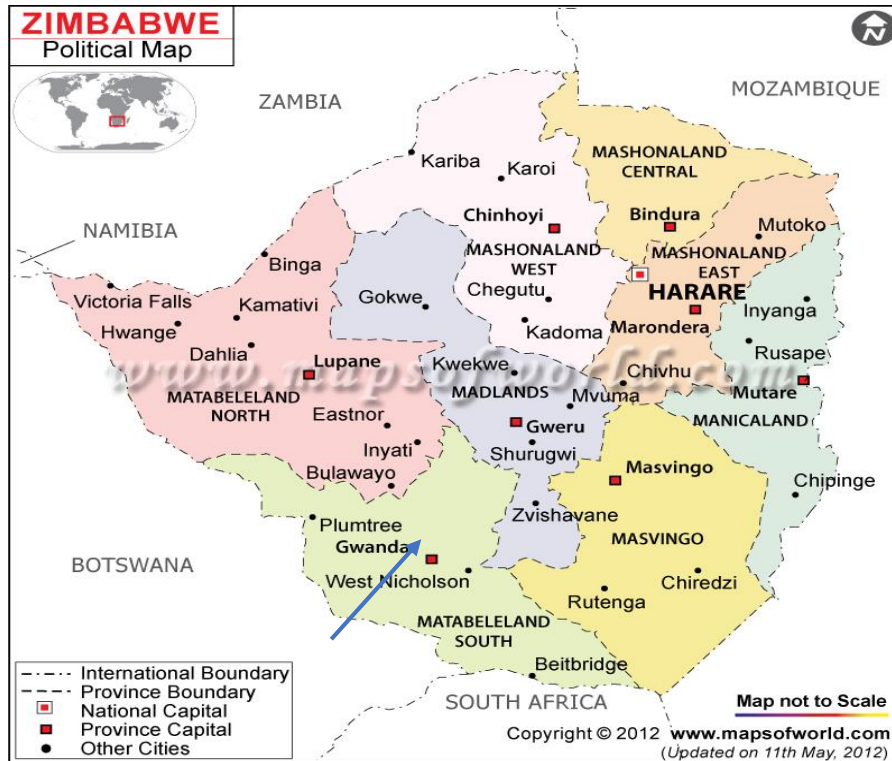 ZIMBABWE
Political Map
N
ZAMBIA
MOZAMBIQUE
NAMIBIA
Kariba
Karoi
MASHONALAND
CENTRAL
Chinhoyi
Bindura
Mutoko
MASHONALAND
WEST
MASHONALAND
EAST
Binga
Victoria Falls
Hwange
Kamativi
Gokwe
Chegutu
HARARE
Inyanga
Kadoma
Marondera
Dahlia
Lupane
Kwekwe
Chivhu
Rusape
www.mapsofworld.com
MATABELELAND
NORTH
MADLANDS
Mvuma
Mutare
Eastnor
Gweru
MANICALAND
Inyati
Shurugwi
Bulawayo
Masvingo
Chipinge
Plumtree
Zvishavane
Gwanda
MASVINGO
BOTSWANA
West Nicholson
Chiredzi
Rutenga
MATABELELAND
SOUTH
Beitbridge
SOUTH AFRICA
International Boundary
Province Boundary
National Capital
Province Capital
Other Cities
Map not to Scale
Copyright © 2012 www.mapsofworld.com
(Updated on 11th May, 2012)